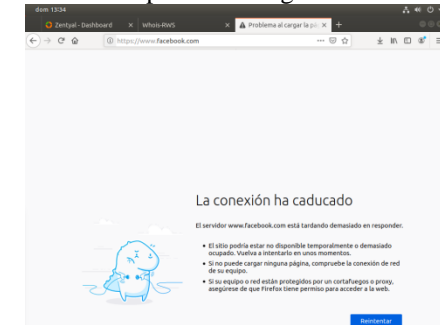 dom 13:34
Zentyal - Dashboard × WhoIs-RWS × Problema al cargar la pá × +
https://www.facebook.com
La conexión ha caducado
El servidor www.facebook.com está tardando demasiado en responder.
• El sitio podría estar no disponible temporalmente o demasiado
ocupado. Vuelva a intentarlo en unos momentos.
• Si no puede cargar ninguna página, compruebe la conexión de red
de su equipo.
• Si su equipo o red están protegidos por un cortafuegos o proxy,
asegúrese de que Firefox tiene permiso para acceder a la web.
Reintentar